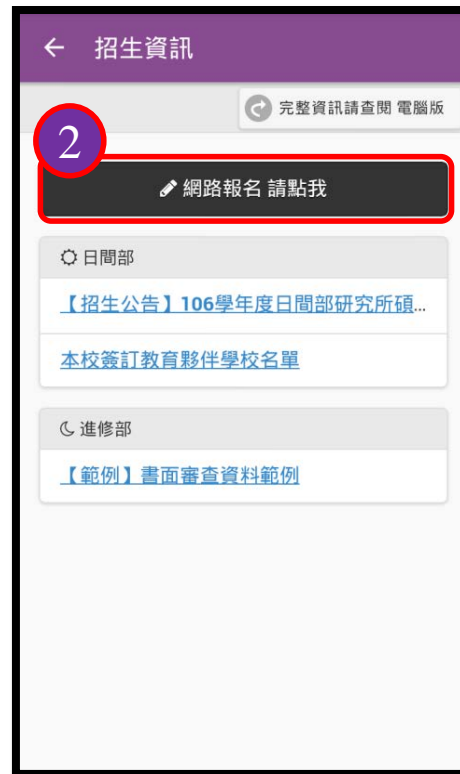 招生資訊
完整資訊請查閱 電腦版
2
網路報名 請點我
日間部
【招生公告】106學年度日間部研究所碩...
本校簽訂教育夥伴學校名單
進修部
【範例】書面審查資料範例